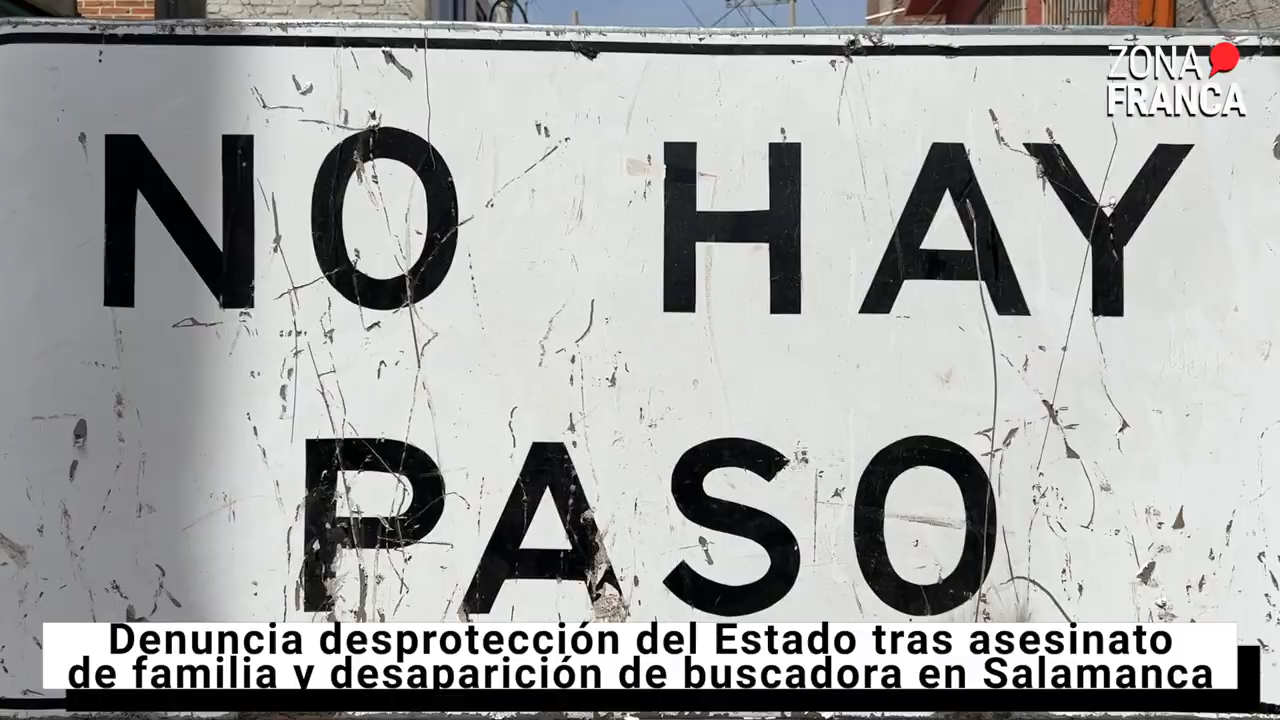 ZONA
FRANCA
NO HAY
PASO
Denuncia desprotección del Estado tras asesinato
de familia y desaparición de buscadora en Salamanca